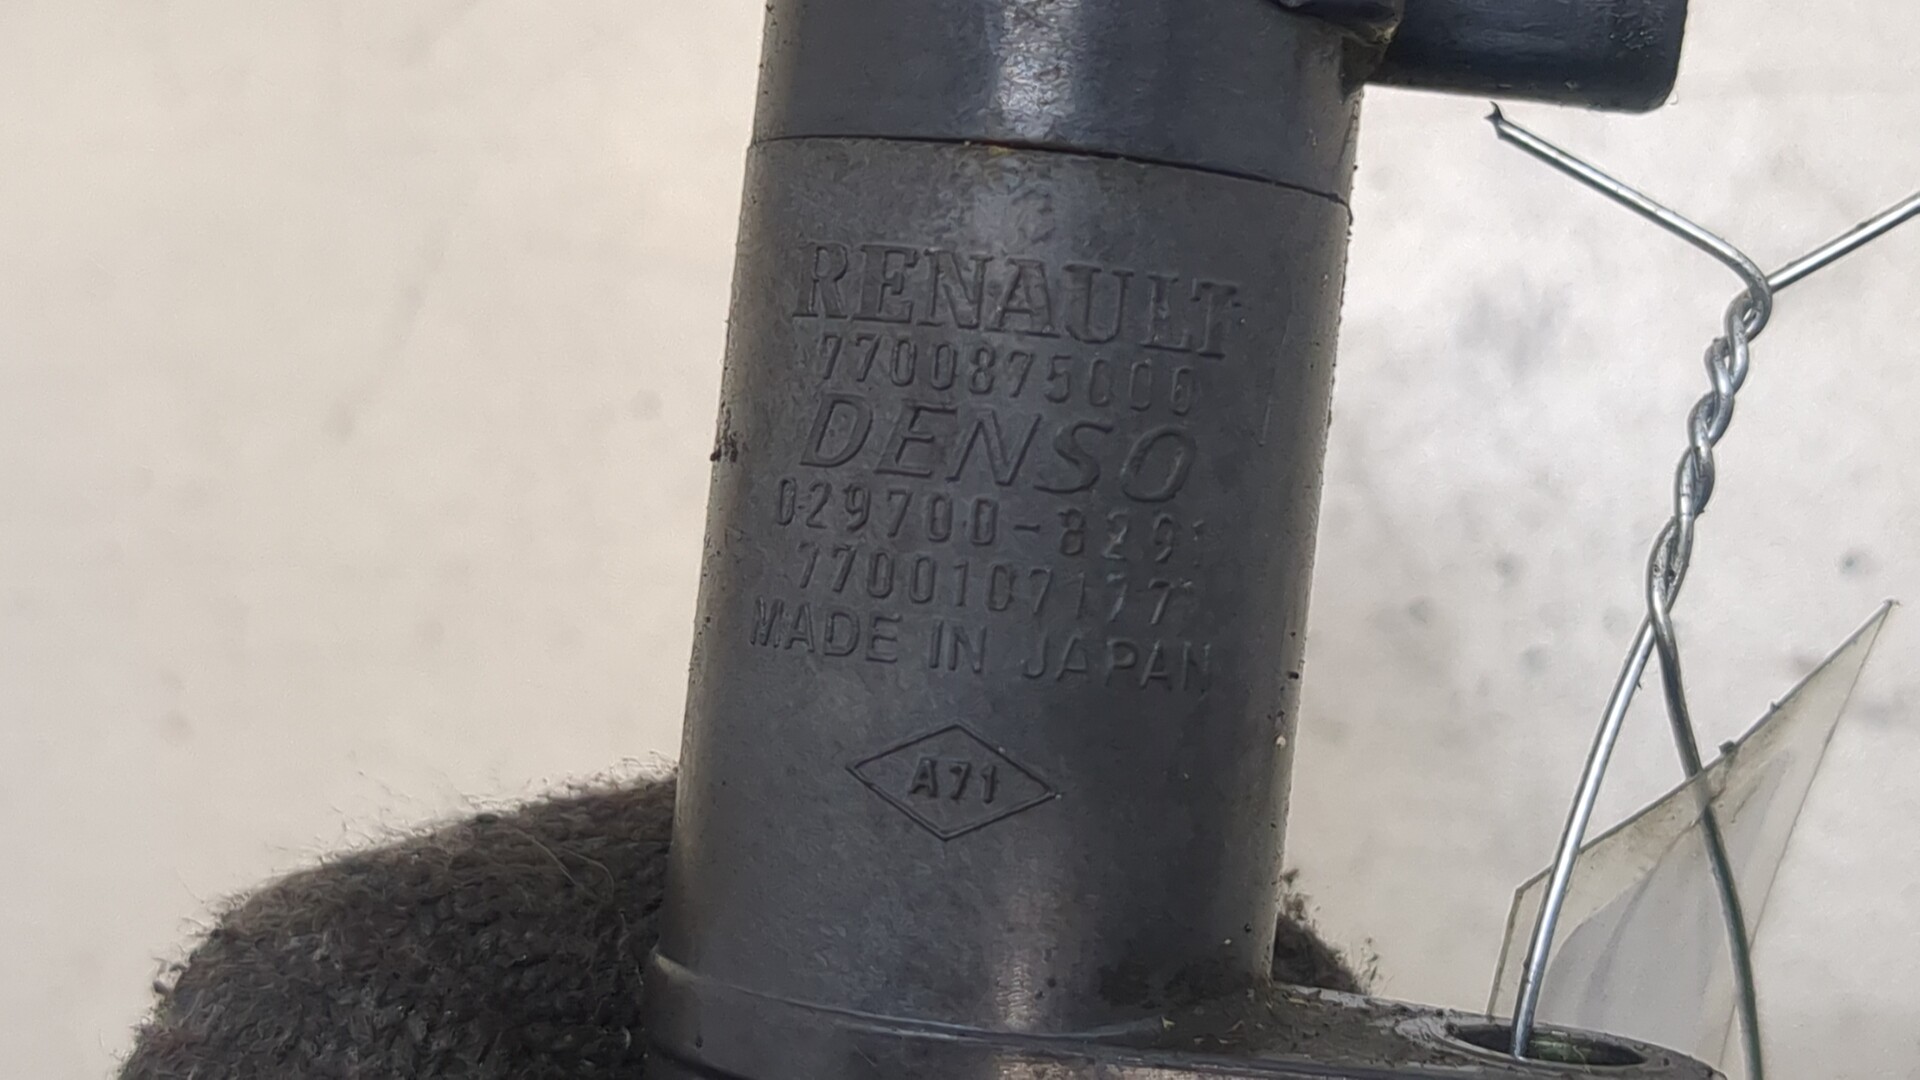 RENAULT
7700875000
DENSO
029700-829
7700107177
MADE IN JAPAN
A71